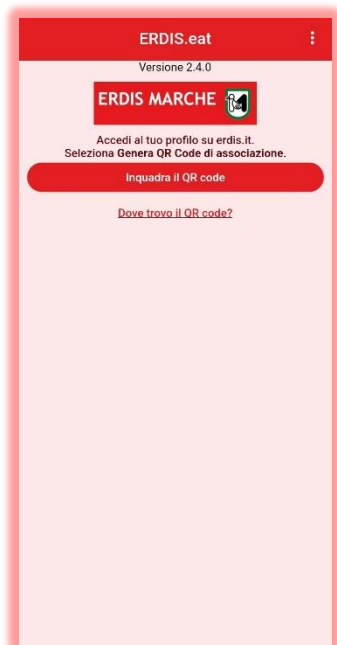 ERDIS.eat
Versione 2.4.0
ERDIS MARCHE
Accedi al tuo profilo su erdis.it.
Seleziona Genera QR Code di associazione.
Inquadra il QR code
Dove trovo il QR code?